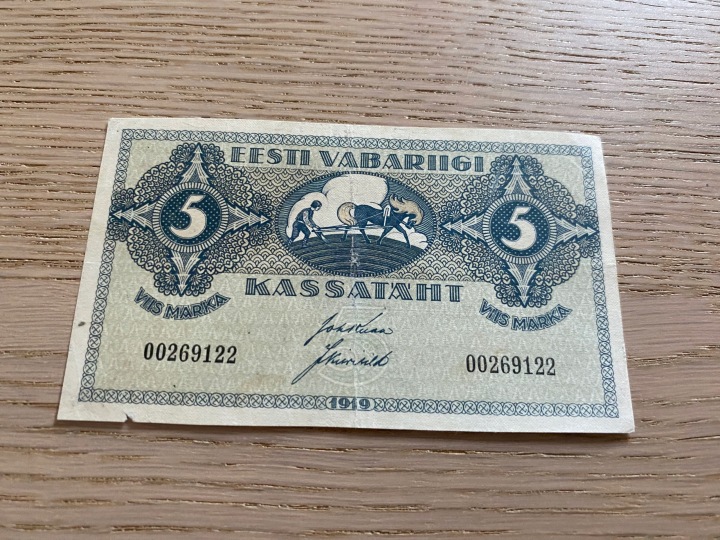 EESTI VABARIIGI
5
5
KASSATÄHT
VIIS MARKA
VIIS MARKA
00269122
00269122
1919